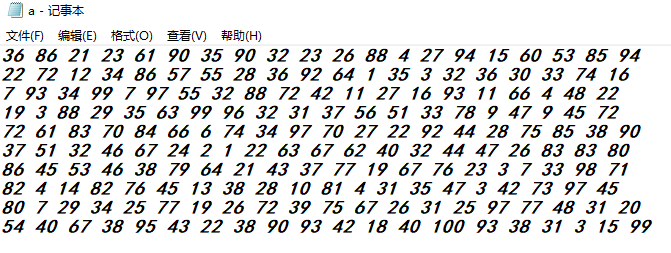 a - 记事本
文件(F) 编辑(E) 格式(O) 查看(V) 帮助(H)
36 86 21 23 61 90 35 90 32 23 26 88 4 27 94 15 60 53 85 94
22 72 12 34 86 57 55 28 36 92 64 1 35 3 32 36 30 33 74 16
7 93 34 99 7 97 55 32 88 72 42 11 27 16 93 11 66 4 48 22
19 3 88 29 35 63 99 96 32 31 37 56 51 33 78 9 47 9 45 72
72 61 83 70 84 66 6 74 34 97 70 27 22 92 44 28 75 85 38 90
37 51 32 46 67 24 2 1 22 63 67 62 40 32 44 47 26 83 83 80
86 45 53 46 38 79 64 21 43 37 77 19 67 76 23 3 7 33 98 71
82 4 14 82 76 45 13 38 28 10 81 4 31 35 47 3 42 73 97 45
80 7 29 34 25 77 19 26 72 39 75 67 26 31 25 97 77 48 31 20
54 40 67 38 95 43 22 38 90 93 42 18 40 100 93 38 31 3 15 99